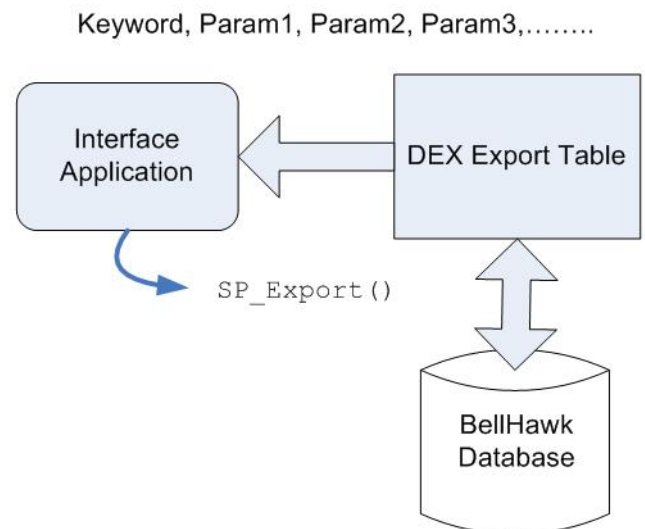 Keyword, Param1, Param2, Param3,........
Interface
Application
DEX Export Table
SP_Export()
BellHawk
Database